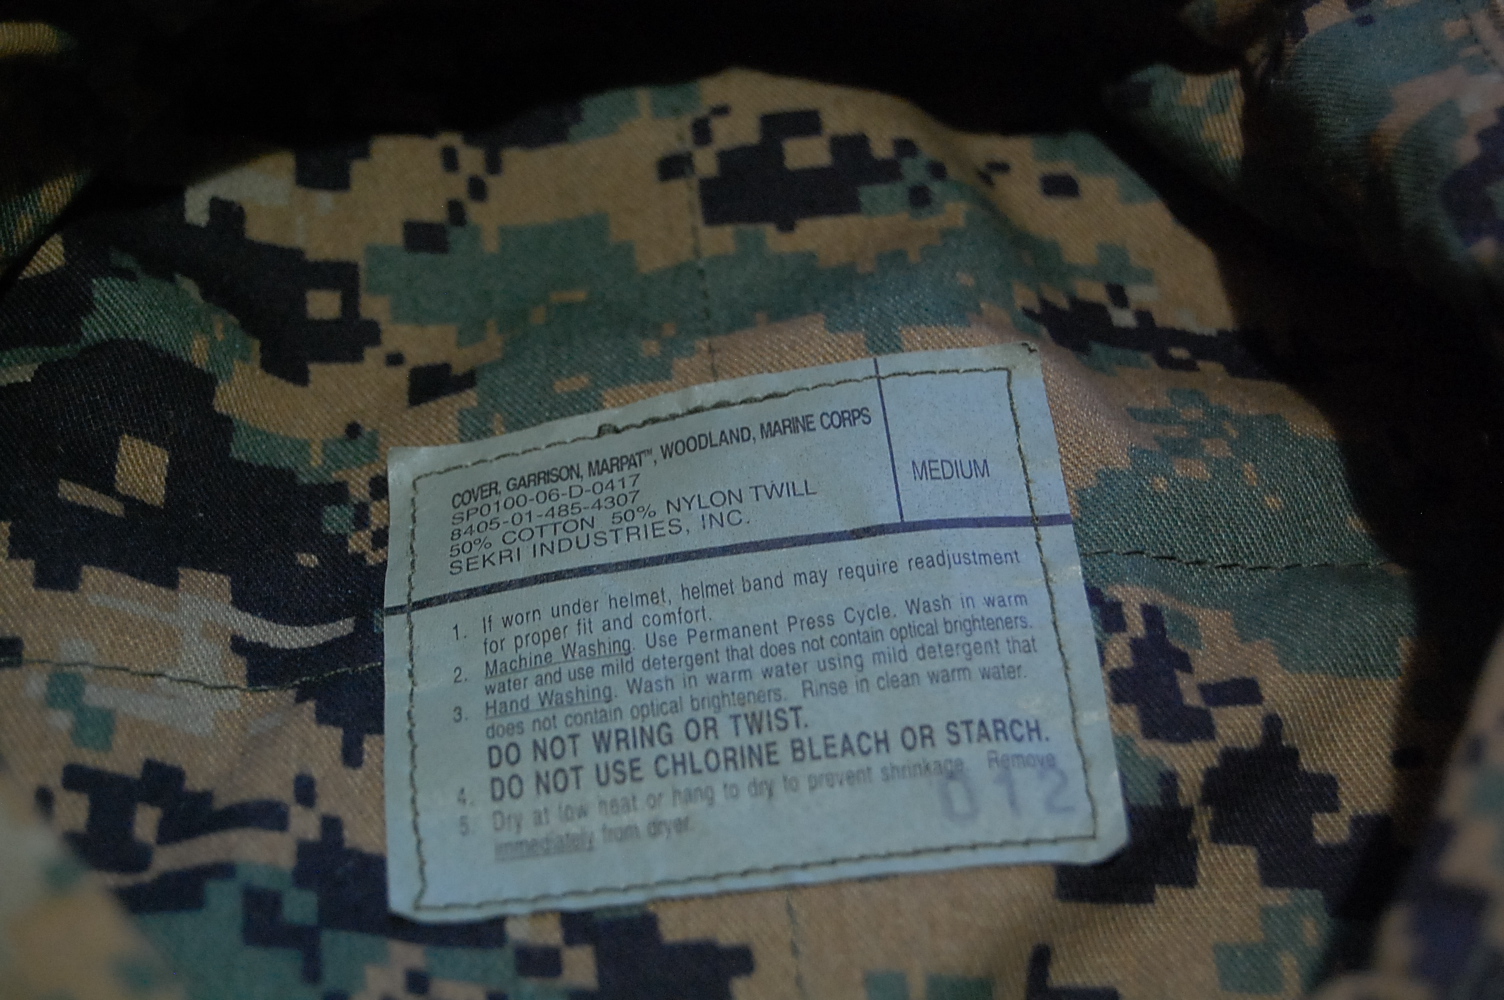 COVER, GARRISON, MARPAT™, WOODLAND, MARINE CORPS
SP0100-06-D-0417
8405-01-485-4307
50% COTTON 50% NYLON TWILL
SEKRI INDUSTRIES, INC.
MEDIUM
1. If worn under helmet, helmet band may require readjustment
for proper fit and comfort.
2. Machine Washing. Use Permanent Press Cycle. Wash in warm
water and use mild detergent that does not contain optical brighteners.
3. Hand Washing. Wash in warm water using mild detergent that
does not contain optical brighteners. Rinse in clean warm water.
DO NOT WRING OR TWIST.
4. DO NOT USE CHLORINE BLEACH OR STARCH.
5. Dry at low heat or hang to dry to prevent shrinkage. Remove
immediately from dryer.
012